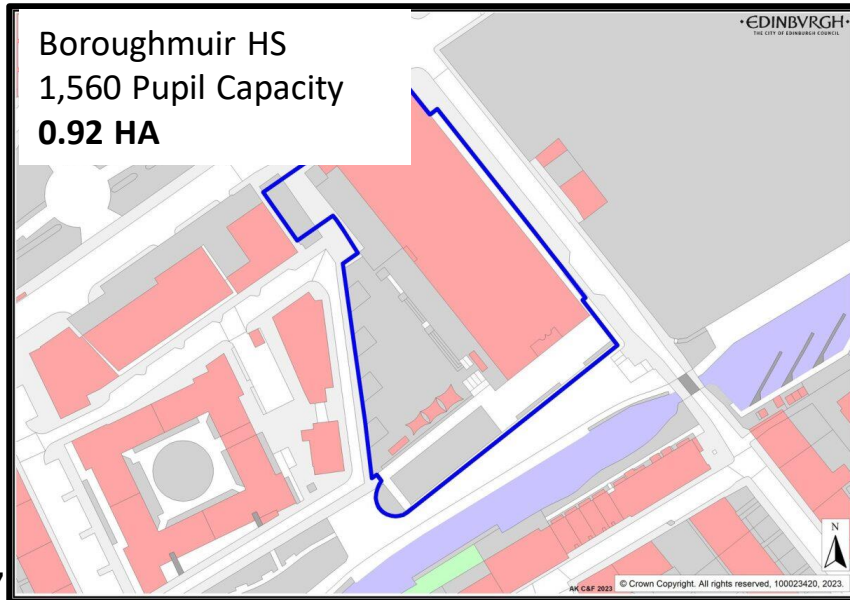 Boroughmuir HS
1,560 Pupil Capacity
0.92 HA
·EDINBVRGH·
THE CITY OF EDINBURGH COUNCIL
N
AK C&F 2023
© Crown Copyright. All rights reserved, 100023420, 2023.